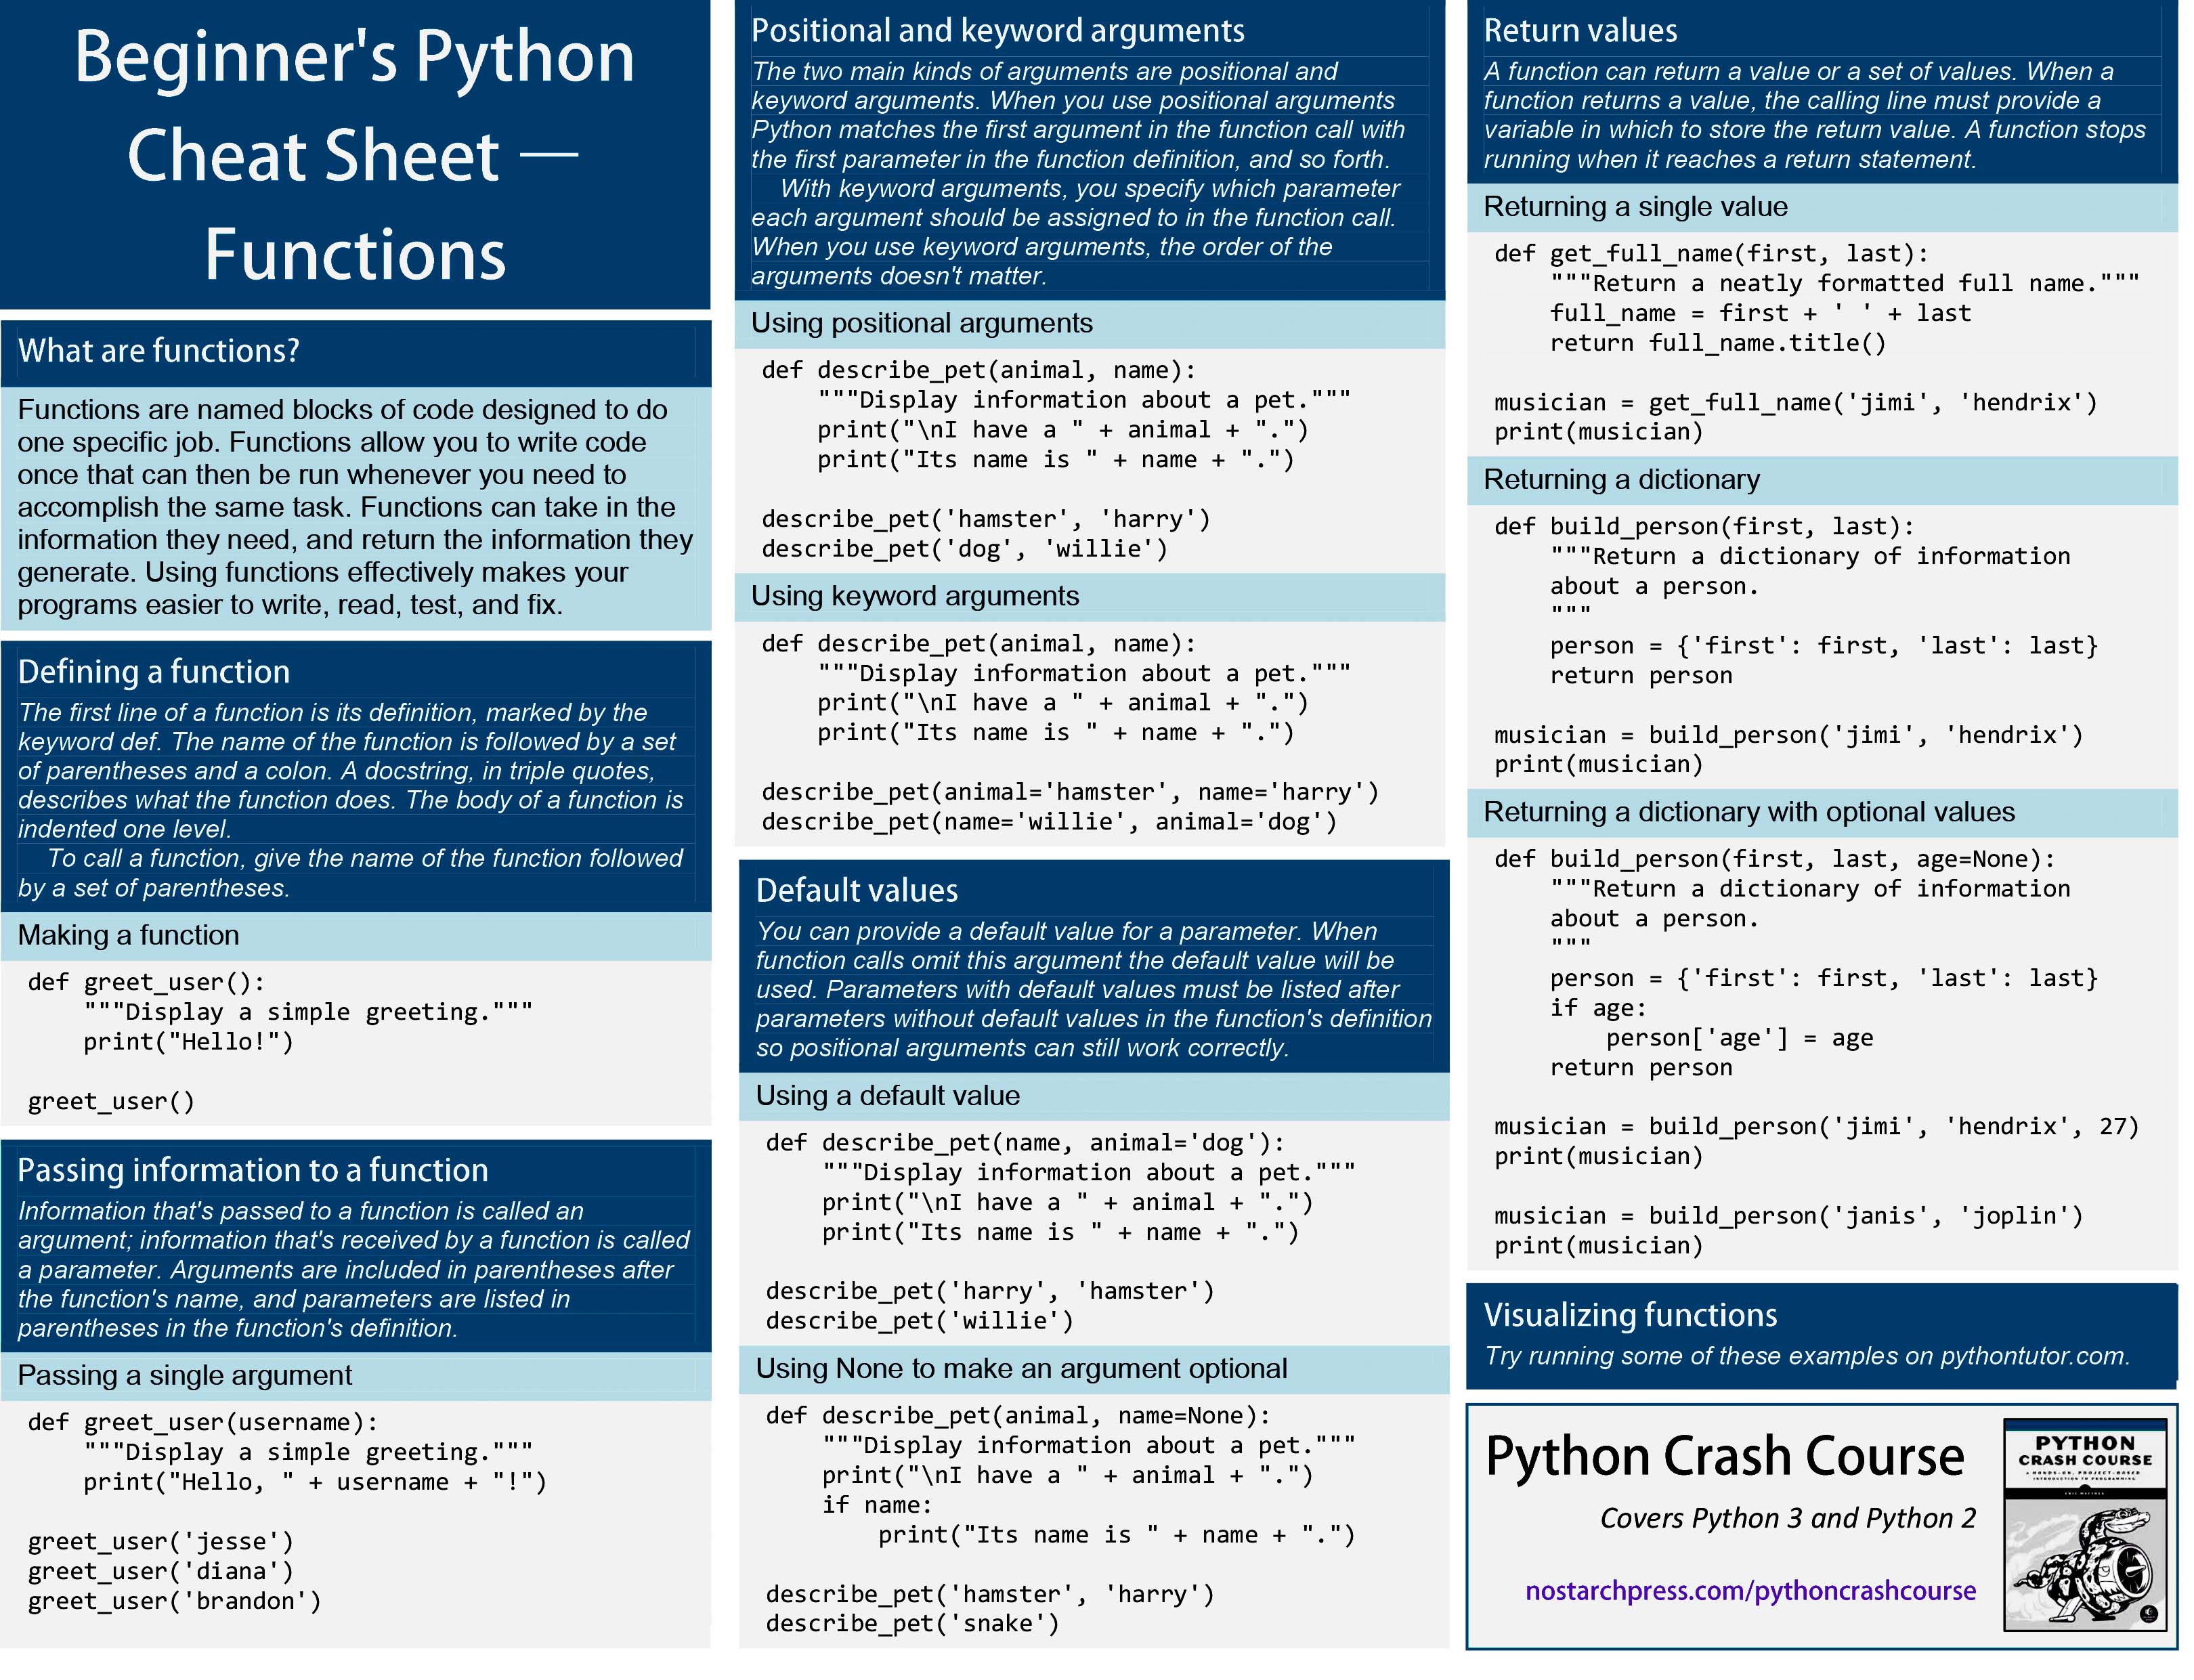 Beginner's Python
Cheat Sheet —
Functions
What are functions?
Functions are named blocks of code designed to do
one specific job. Functions allow you to write code
once that can then be run whenever you need to
accomplish the same task. Functions can take in the
information they need, and return the information they
generate. Using functions effectively makes your
programs easier to write, read, test, and fix.
Defining a function
The first line of a function is its definition, marked by the
keyword def. The name of the function is followed by a set
of parentheses and a colon. A docstring, in triple quotes,
describes what the function does. The body of a function is
indented one level.
    To call a function, give the name of the function followed
by a set of parentheses.
Making a function
def greet_user():
    """Display a simple greeting."""
    print("Hello!")

greet_user()
Passing information to a function
Information that's passed to a function is called an
argument; information that's received by a function is called
a parameter. Arguments are included in parentheses after
the function's name, and parameters are listed in
parentheses in the function's definition.
Passing a single argument
def greet_user(username):
    """Display a simple greeting."""
    print("Hello, " + username + "!")

greet_user('jesse')
greet_user('diana')
greet_user('brandon')
Positional and keyword arguments
The two main kinds of arguments are positional and
keyword arguments. When you use positional arguments
Python matches the first argument in the function call with
the first parameter in the function definition, and so forth.
    With keyword arguments, you specify which parameter
each argument should be assigned to in the function call.
When you use keyword arguments, the order of the
arguments doesn't matter.
Using positional arguments
def describe_pet(animal, name):
    """Display information about a pet."""
    print("\nI have a " + animal + ".")
    print("Its name is " + name + ".")

describe_pet('hamster', 'harry')
describe_pet('dog', 'willie')
Using keyword arguments
def describe_pet(animal, name):
    """Display information about a pet."""
    print("\nI have a " + animal + ".")
    print("Its name is " + name + ".")

describe_pet(animal='hamster', name='harry')
describe_pet(name='willie', animal='dog')
Default values
You can provide a default value for a parameter. When
function calls omit this argument the default value will be
used. Parameters with default values must be listed after
parameters without default values in the function's definition
so positional arguments can still work correctly.
Using a default value
def describe_pet(name, animal='dog'):
    """Display information about a pet."""
    print("\nI have a " + animal + ".")
    print("Its name is " + name + ".")

describe_pet('harry', 'hamster')
describe_pet('willie')
Using None to make an argument optional
def describe_pet(animal, name=None):
    """Display information about a pet."""
    print("\nI have a " + animal + ".")
    if name:
        print("Its name is " + name + ".")

describe_pet('hamster', 'harry')
describe_pet('snake')
Return values
A function can return a value or a set of values. When a
function returns a value, the calling line must provide a
variable in which to store the return value. A function stops
running when it reaches a return statement.
Returning a single value
def get_full_name(first, last):
    """Return a neatly formatted full name."""
    full_name = first + ' ' + last
    return full_name.title()

musician = get_full_name('jimi', 'hendrix')
print(musician)
Returning a dictionary
def build_person(first, last):
    """Return a dictionary of information
    about a person.
    """
    person = {'first': first, 'last': last}
    return person

musician = build_person('jimi', 'hendrix')
print(musician)
Returning a dictionary with optional values
def build_person(first, last, age=None):
    """Return a dictionary of information
    about a person.
    """
    person = {'first': first, 'last': last}
    if age:
        person['age'] = age
    return person

musician = build_person('jimi', 'hendrix', 27)
print(musician)

musician = build_person('janis', 'joplin')
print(musician)
Visualizing functions
Try running some of these examples on pythontutor.com.
Python Crash Course
Covers Python 3 and Python 2
nostarchpress.com/pythoncrashcourse
PYTHON
CRASH COURSE
A HANDS-ON, PROJECT-BASED
INTRODUCTION TO PROGRAMMING